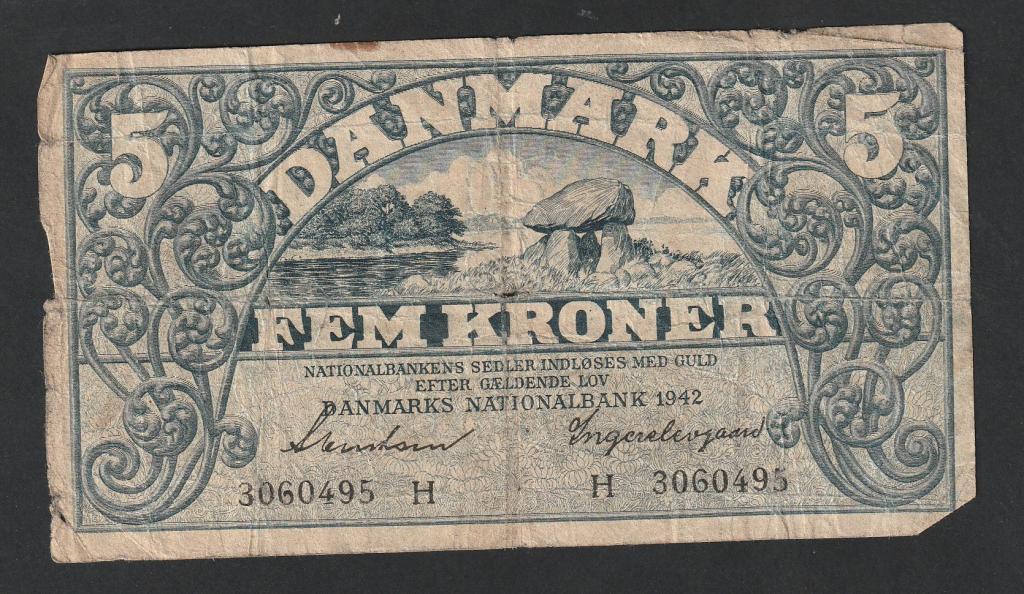 5 DANMARK 5
FEM KRONER
NATIONALBANKENS SEDLER INDLØSES MED GULD
EFTER GÆLDENDE LOV
DANMARKS NATIONALBANK 1942
3060495 H H 3060495